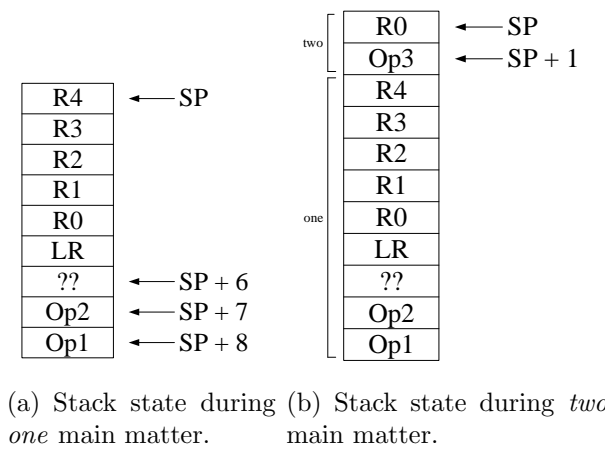 R4 SP
R3
R2
R1
R0
LR
?? SP + 6
Op2 SP + 7
Op1 SP + 8
(a) Stack state during
one main matter.
two
R0 SP
Op3 SP + 1
one
R4
R3
R2
R1
R0
LR
??
Op2
Op1
(b) Stack state during two
main matter.